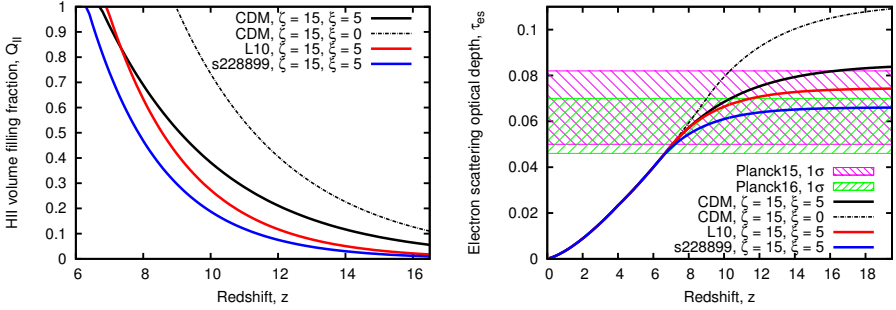 HII volume filling fraction, Q_II
1
0.9
0.8
0.7
0.6
0.5
0.4
0.3
0.2
0.1
0
CDM, ζ = 15, ξ = 5
CDM, ζ = 15, ξ = 0
L10, ζ = 15, ξ = 5
s228899, ζ = 15, ξ = 5
6 8 10 12 14 16
Redshift, z
Electron scattering optical depth, τ_es
0.1
0.08
0.06
0.04
0.02
0
Planck15, 1σ
Planck16, 1σ
CDM, ζ = 15, ξ = 5
CDM, ζ = 15, ξ = 0
L10, ζ = 15, ξ = 5
s228899, ζ = 15, ξ = 5
0 2 4 6 8 10 12 14 16 18
Redshift, z